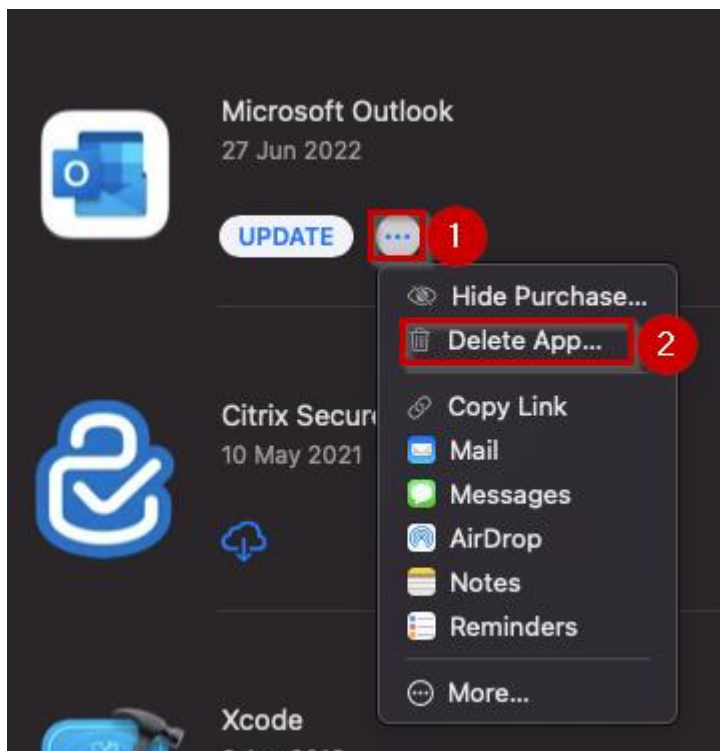 Microsoft Outlook
27 Jun 2022
O
UPDATE
1
Hide Purchase...
Delete App...
2
Citrix Secur
10 May 2021
Copy Link
Mail
Messages
AirDrop
Notes
Reminders
More...
Xcode